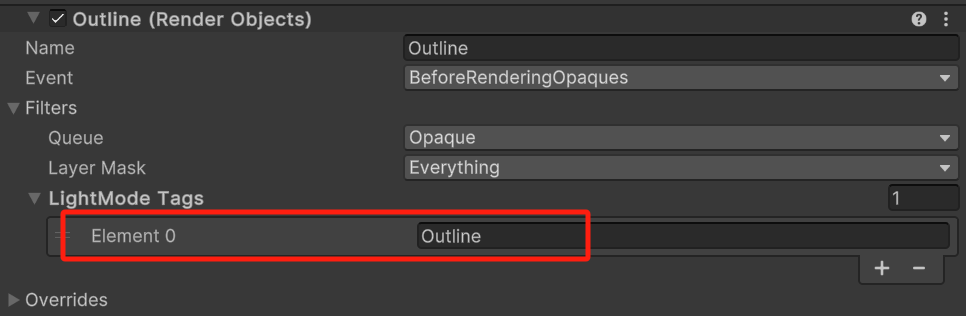 Outline (Render Objects)
Name Outline
Event BeforeRenderingOpaques
Filters
Queue Opaque
Layer Mask Everything
LightMode Tags 1
Element 0 Outline
Overrides